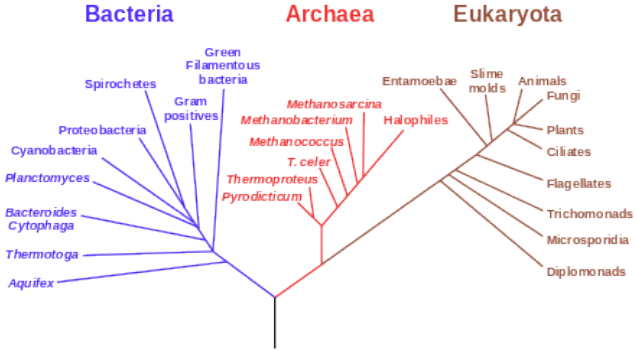 Bacteria
Archaea
Eukaryota
Green
Filamentous
bacteria
Spirochetes
Gram
positives
Proteobacteria
Cyanobacteria
Planctomyces
Bacteroides
Cytophaga
Thermotoga
Aquifex
Methanosarcina
Methanobacterium
Halophiles
Methanococcus
T. celer
Thermoproteus
Pyrodicticum
Entamoebae
Slime
molds
Animals
Fungi
Plants
Ciliates
Flagellates
Trichomonads
Microsporidia
Diplomonads